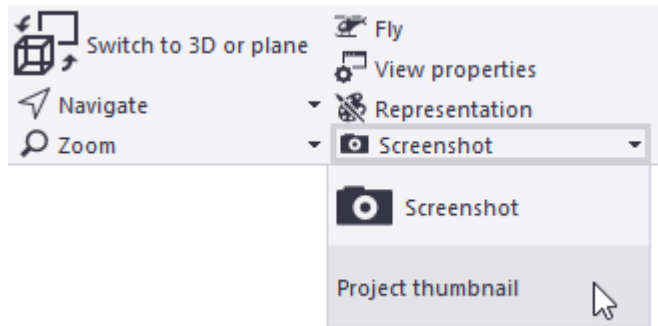 Switch to 3D or plane
Navigate
Zoom
Fly
View properties
Representation
Screenshot
Screenshot
Project thumbnail